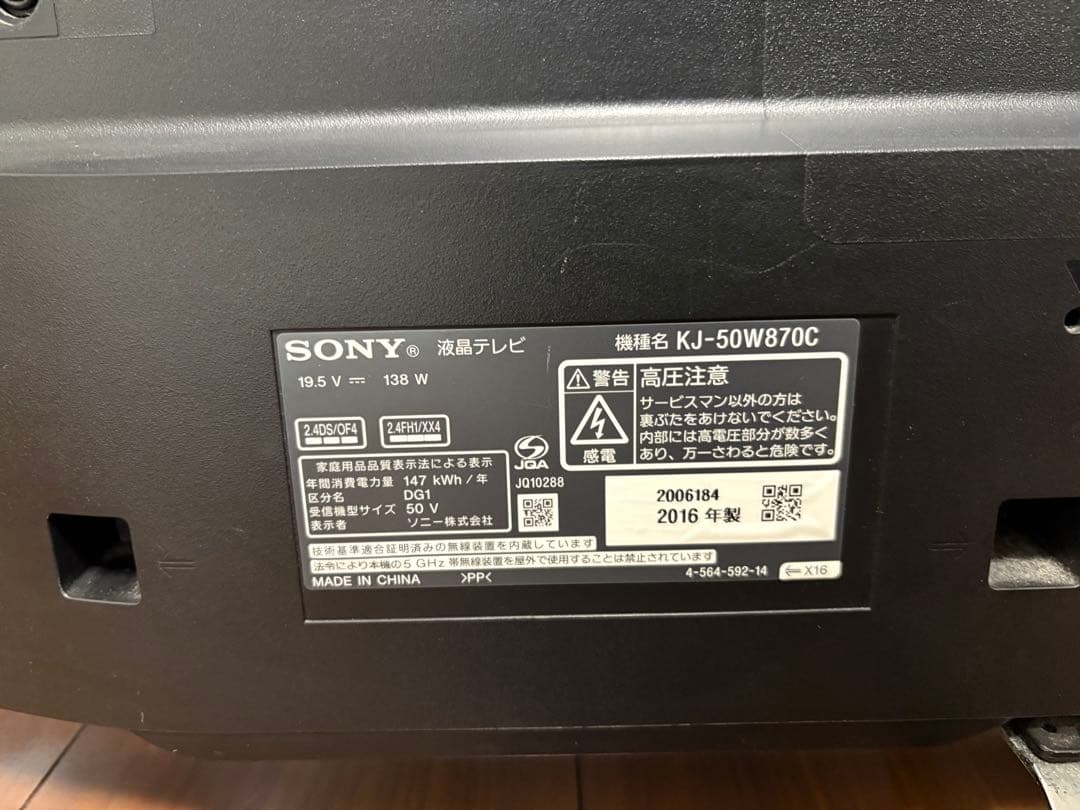 SONY® 液晶テレビ
機種名 KJ-50W870C
19.5 V ⎓ 138 W
2.4DS/OF4
2.4FH1/XX4
⚠警告 高圧注意
サービスマン以外の方は
裏ぶたをあけないでください。
内部には高電圧部分が数多く
あり、万一さわると危険です。
感電
JQA
JQ10288
家庭用品品質表示法による表示
年間消費電力量 147 kWh / 年
区分名 DG1
受信機型サイズ 50 V
表示者 ソニー株式会社
2006184
2016 年製
技術基準適合証明済みの無線装置を内蔵しています
法令により本機の5 GHz 帯無線装置を屋外で使用することは禁止されています
MADE IN CHINA >PP<
4-564-592-14
⇐ X16